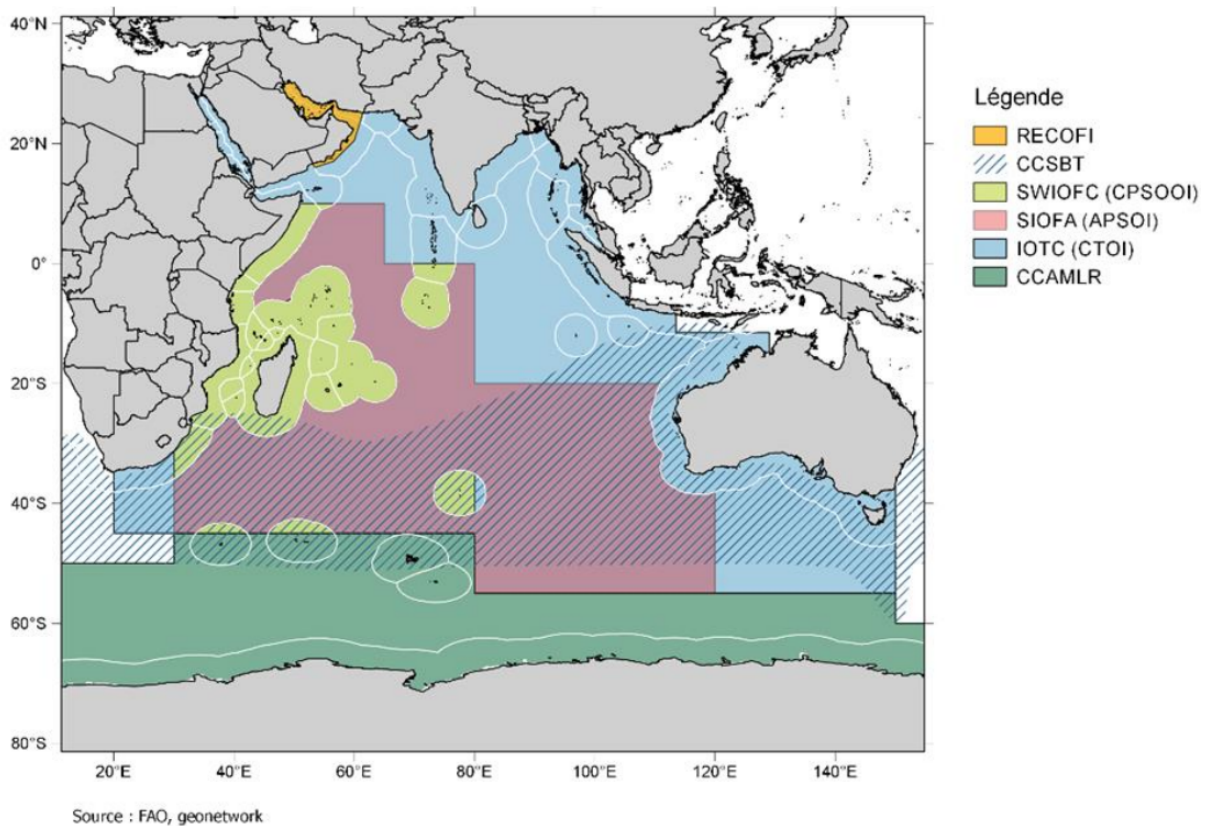 40°N
20°N
0°
20°S
40°S
60°S
80°S
20°E
40°E
60°E
80°E
100°E
120°E
140°E
Légende
RECOFI
CCSBT
SWIOFC (CPSOOI)
SIOFA (APSOI)
IOTC (CTOI)
CCAMLR
Source : FAO, geonetwork